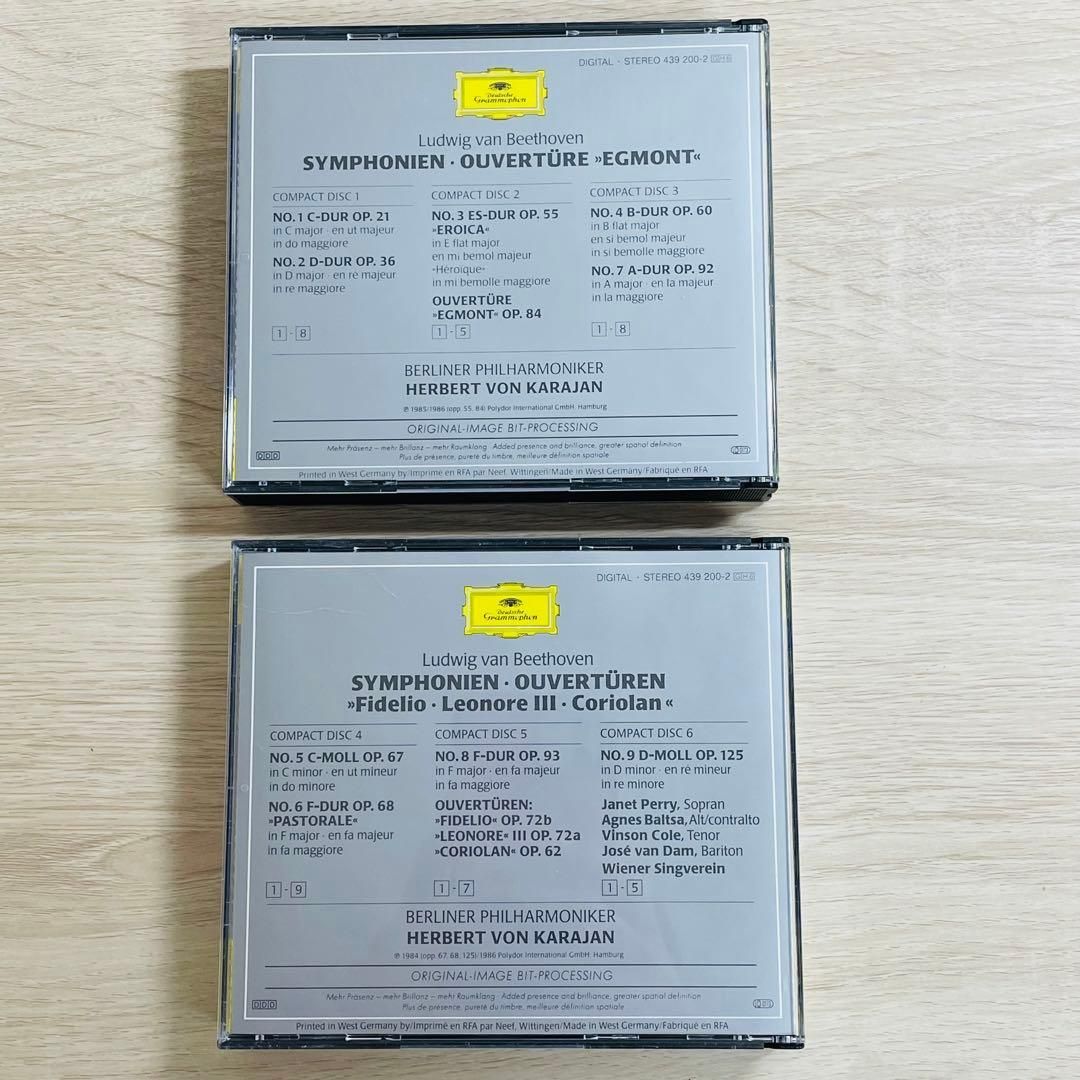 DIGITAL · STEREO 439 200-2 GH 6
Deutsche
Grammophon
Ludwig van Beethoven
SYMPHONIEN · OUVERTÜRE »EGMONT«
COMPACT DISC 1
NO. 1 C-DUR OP. 21
in C major · en ut majeur
in do maggiore
NO. 2 D-DUR OP. 36
in D major · en re majeur
in re maggiore
1 - 8
COMPACT DISC 2
NO. 3 ES-DUR OP. 55
»EROICA«
in E flat major
en mi bemol majeur
»Héroïque«
in mi bemolle maggiore
OUVERTÜRE
»EGMONT« OP. 84
1 - 5
COMPACT DISC 3
NO. 4 B-DUR OP. 60
in B flat major
en si bemol majeur
in si bemolle maggiore
NO. 7 A-DUR OP. 92
in A major · en la majeur
in la maggiore
1 - 8
BERLINER PHILHARMONIKER
HERBERT VON KARAJAN
℗ 1985/1986 (opp. 55. 84) Polydor International GmbH. Hamburg
ORIGINAL-IMAGE BIT-PROCESSING
Mehr Präsenz – mehr Brillanz – mehr Raumklang · Added presence and brilliance, greater spatial definition
Plus de présence, pureté du timbre, meilleure définition spatiale
DDD
Printed in West Germany by/Imprimé en RFA par Neef, Wittingen/Made in West Germany/Fabriqué en RFA
DIGITAL · STEREO 439 200-2 GH 6
Deutsche
Grammophon
Ludwig van Beethoven
SYMPHONIEN · OUVERTÜREN
»Fidelio · Leonore III · Coriolan«
COMPACT DISC 4
NO. 5 C-MOLL OP. 67
in C minor · en ut mineur
in do minore
NO. 6 F-DUR OP. 68
»PASTORALE«
in F major · en fa majeur
in fa maggiore
1 - 9
COMPACT DISC 5
NO. 8 F-DUR OP. 93
in F major · en fa majeur
in fa maggiore
OUVERTÜREN:
»FIDELIO« OP. 72b
»LEONORE« III OP. 72a
»CORIOLAN« OP. 62
1 - 7
COMPACT DISC 6
NO. 9 D-MOLL OP. 125
in D minor · en ré mineur
in re minore
Janet Perry, Sopran
Agnes Baltsa, Alt/contralto
Vinson Cole, Tenor
José van Dam, Bariton
Wiener Singverein
1 - 5
BERLINER PHILHARMONIKER
HERBERT VON KARAJAN
℗ 1984 (opp. 67. 68. 125)/1986 Polydor International GmbH. Hamburg
ORIGINAL-IMAGE BIT-PROCESSING
Mehr Präsenz – mehr Brillanz – mehr Raumklang · Added presence and brilliance, greater spatial definition
Plus de présence, pureté du timbre, meilleure définition spatiale
DDD
Printed in West Germany by/Imprimé en RFA par Neef, Wittingen/Made in West Germany/Fabriqué en RFA